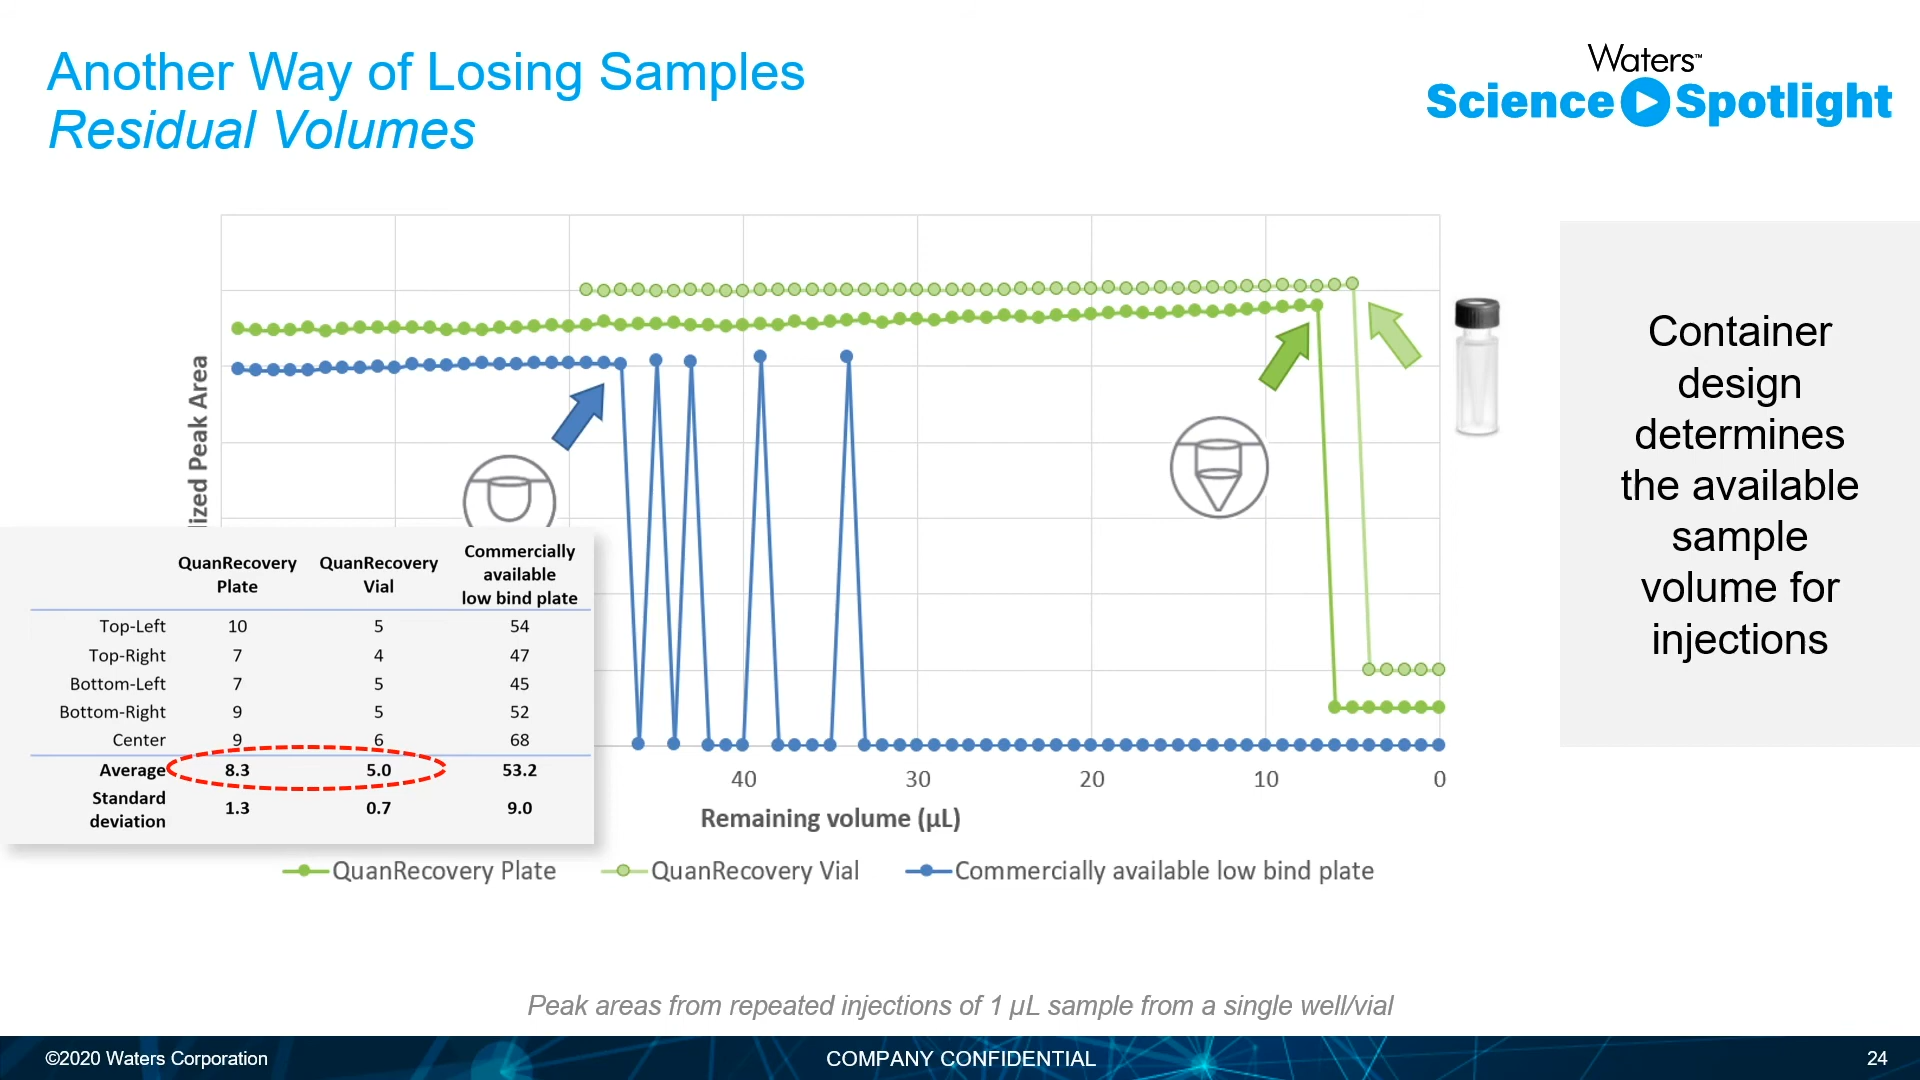 Another Way of Losing Samples
Residual Volumes
Waters™
Science Spotlight
lized Peak Area
Container
design
determines
the available
sample
volume for
injections
QuanRecovery Plate QuanRecovery Vial Commercially available low bind plate
Top-Left 10 5 54
Top-Right 7 4 47
Bottom-Left 7 5 45
Bottom-Right 9 5 52
Center 9 6 68
Average 8.3 5.0 53.2
Standard deviation 1.3 0.7 9.0
40 30 20 10 0
Remaining volume (µL)
QuanRecovery Plate QuanRecovery Vial Commercially available low bind plate
Peak areas from repeated injections of 1 µL sample from a single well/vial
©2020 Waters Corporation COMPANY CONFIDENTIAL 24